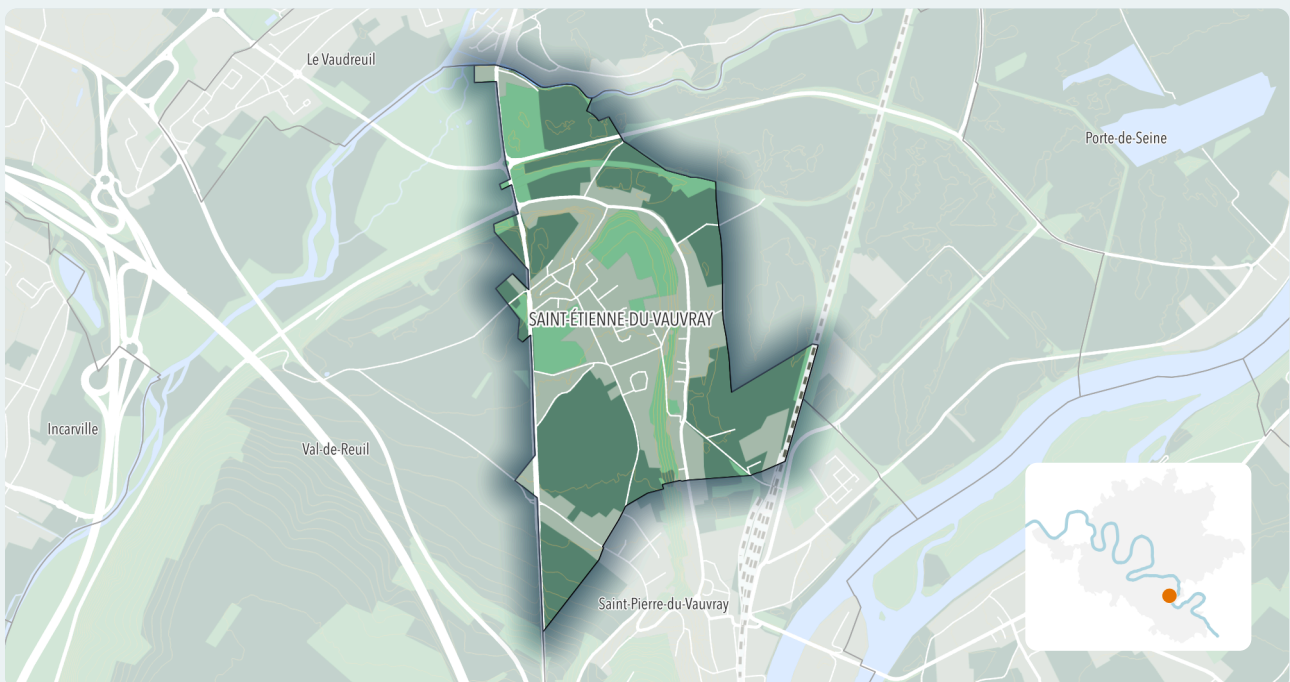 Le Vaudreuil
Porte-de-Seine
SAINT-ÉTIENNE-DU-VAUVRAY
Incarville
Val-de-Reuil
Saint-Pierre-du-Vauvray